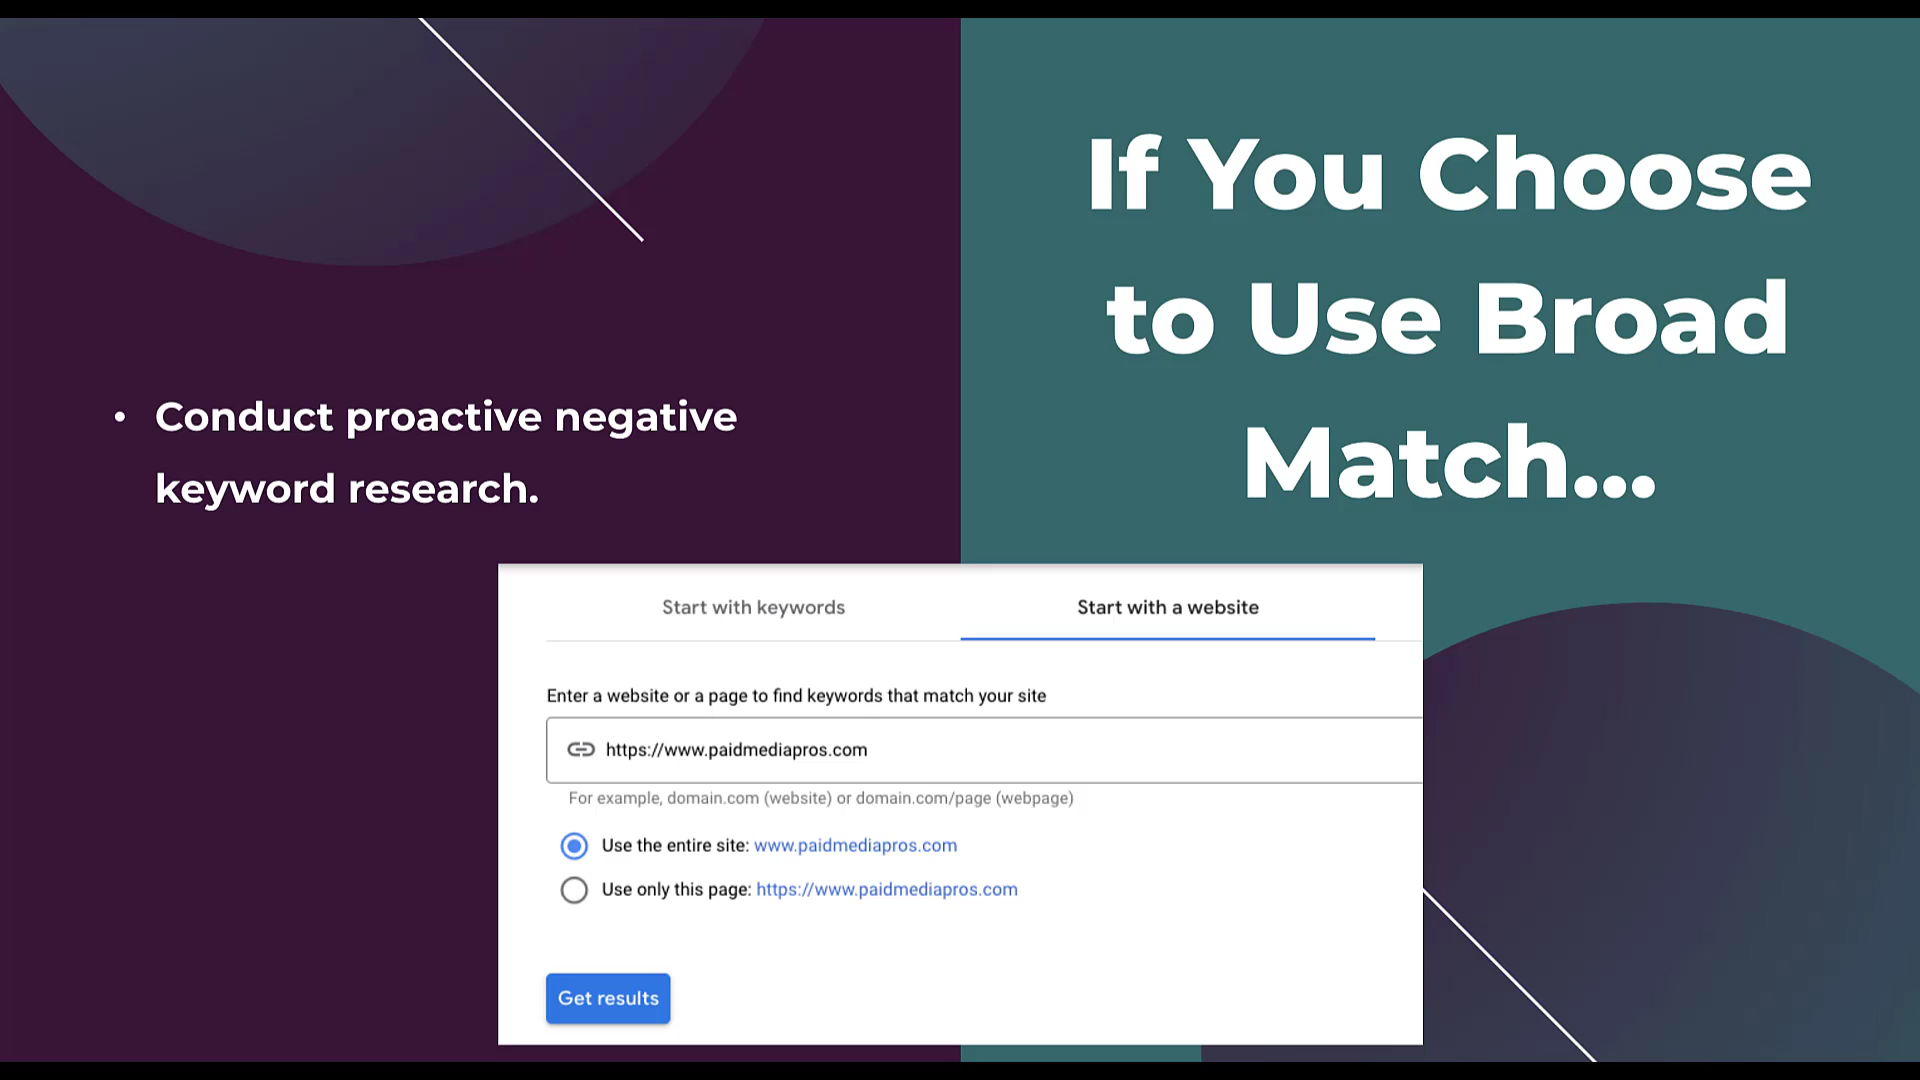 If You Choose
to Use Broad
Match...
• Conduct proactive negative
keyword research.
Start with keywords
Start with a website
Enter a website or a page to find keywords that match your site
https://www.paidmediapros.com
For example, domain.com (website) or domain.com/page (webpage)
Use the entire site: www.paidmediapros.com
Use only this page: https://www.paidmediapros.com
Get results